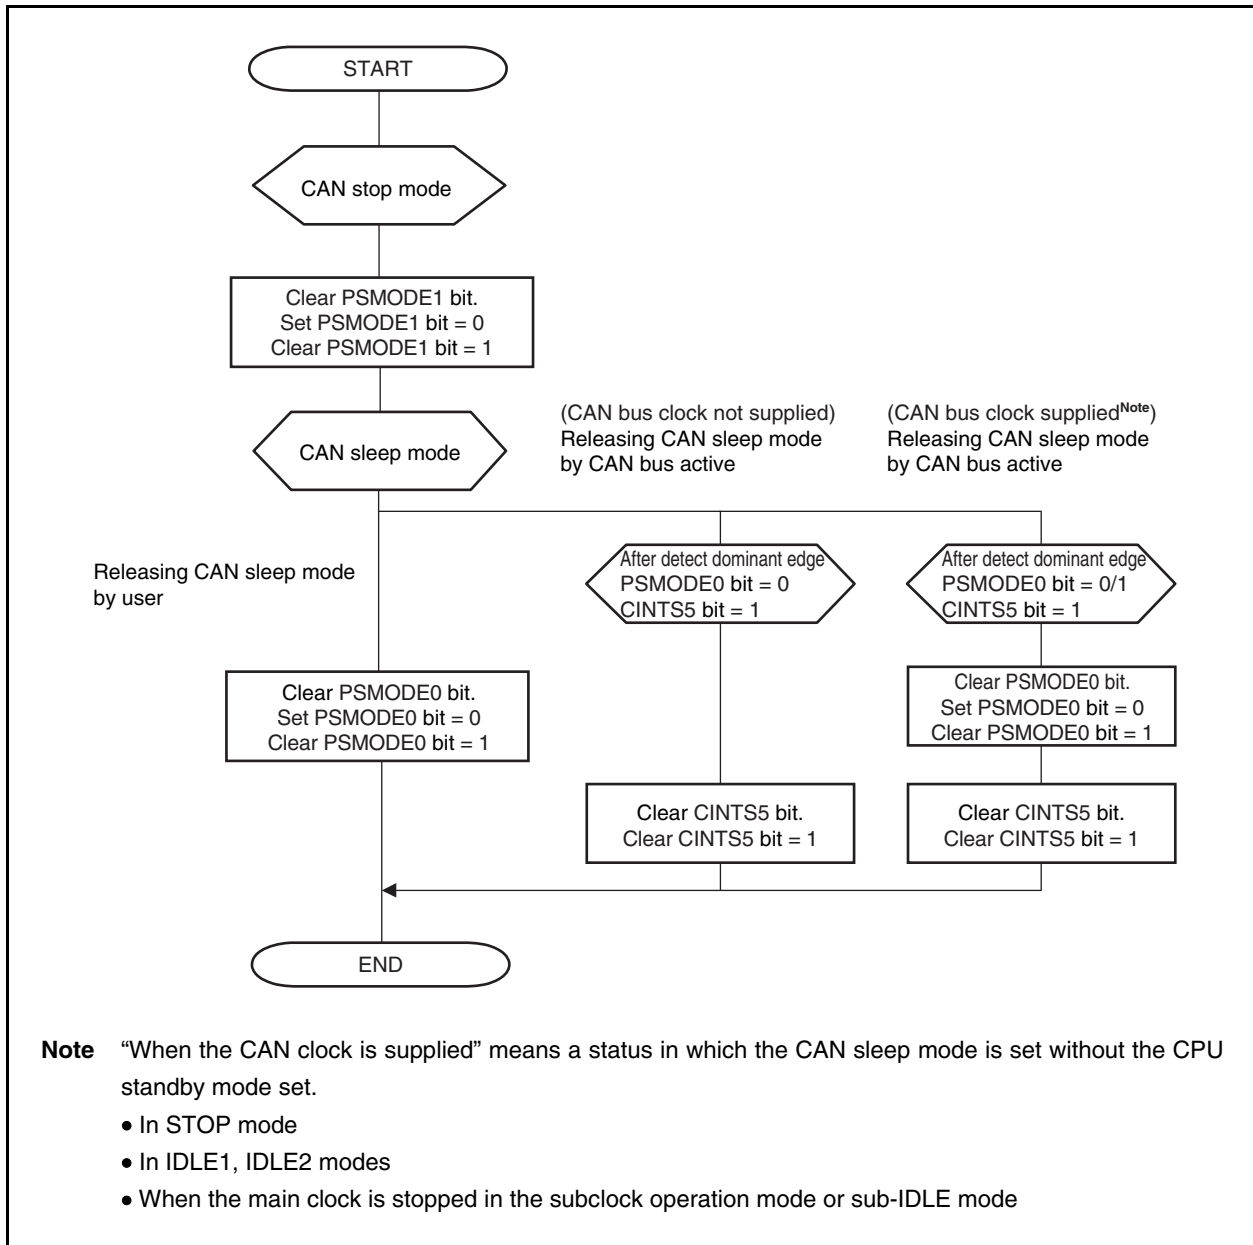 START
CAN stop mode
Clear PSMODE1 bit.
Set PSMODE1 bit = 0
Clear PSMODE1 bit = 1
CAN sleep mode
(CAN bus clock not supplied)
Releasing CAN sleep mode
by CAN bus active
(CAN bus clock suppliedNote)
Releasing CAN sleep mode
by CAN bus active
Releasing CAN sleep mode
by user
After detect dominant edge
PSMODE0 bit = 0
CINTS5 bit = 1
After detect dominant edge
PSMODE0 bit = 0/1
CINTS5 bit = 1
Clear PSMODE0 bit.
Set PSMODE0 bit = 0
Clear PSMODE0 bit = 1
Clear PSMODE0 bit.
Set PSMODE0 bit = 0
Clear PSMODE0 bit = 1
Clear CINTS5 bit.
Clear CINTS5 bit = 1
Clear CINTS5 bit.
Clear CINTS5 bit = 1
END
Note “When the CAN clock is supplied” means a status in which the CAN sleep mode is set without the CPU
standby mode set.
• In STOP mode
• In IDLE1, IDLE2 modes
• When the main clock is stopped in the subclock operation mode or sub-IDLE mode